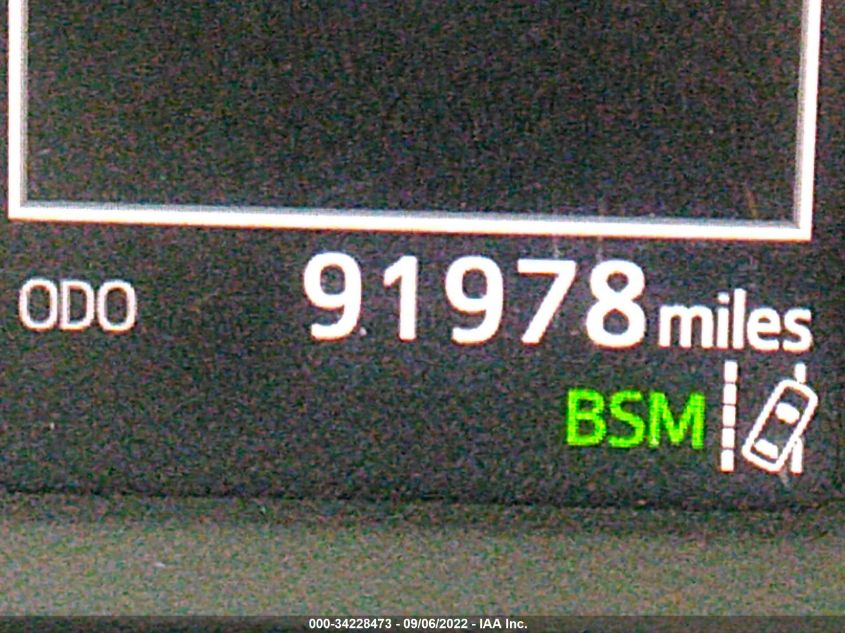 ODO 91978 miles
BSM
000-34228473 - 09/06/2022 - IAA Inc.